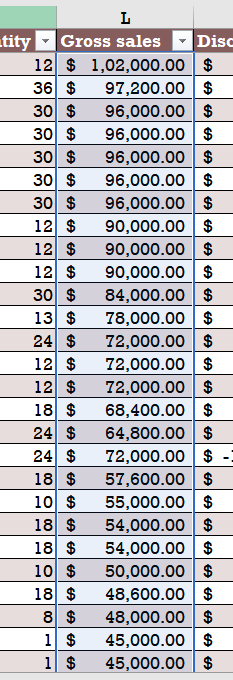 L
tity Gross sales Disc
12 $ 1,02,000.00 $
36 $ 97,200.00 $
30 $ 96,000.00 $
30 $ 96,000.00 $
30 $ 96,000.00 $
30 $ 96,000.00 $
30 $ 96,000.00 $
12 $ 90,000.00 $
12 $ 90,000.00 $
12 $ 90,000.00 $
30 $ 84,000.00 $
13 $ 78,000.00 $
24 $ 72,000.00 $
12 $ 72,000.00 $
12 $ 72,000.00 $
18 $ 68,400.00 $
24 $ 64,800.00 $
24 $ 72,000.00 $ -
18 $ 57,600.00 $
10 $ 55,000.00 $
18 $ 54,000.00 $
18 $ 54,000.00 $
10 $ 50,000.00 $
18 $ 48,600.00 $
8 $ 48,000.00 $
1 $ 45,000.00 $
1 $ 45,000.00 $